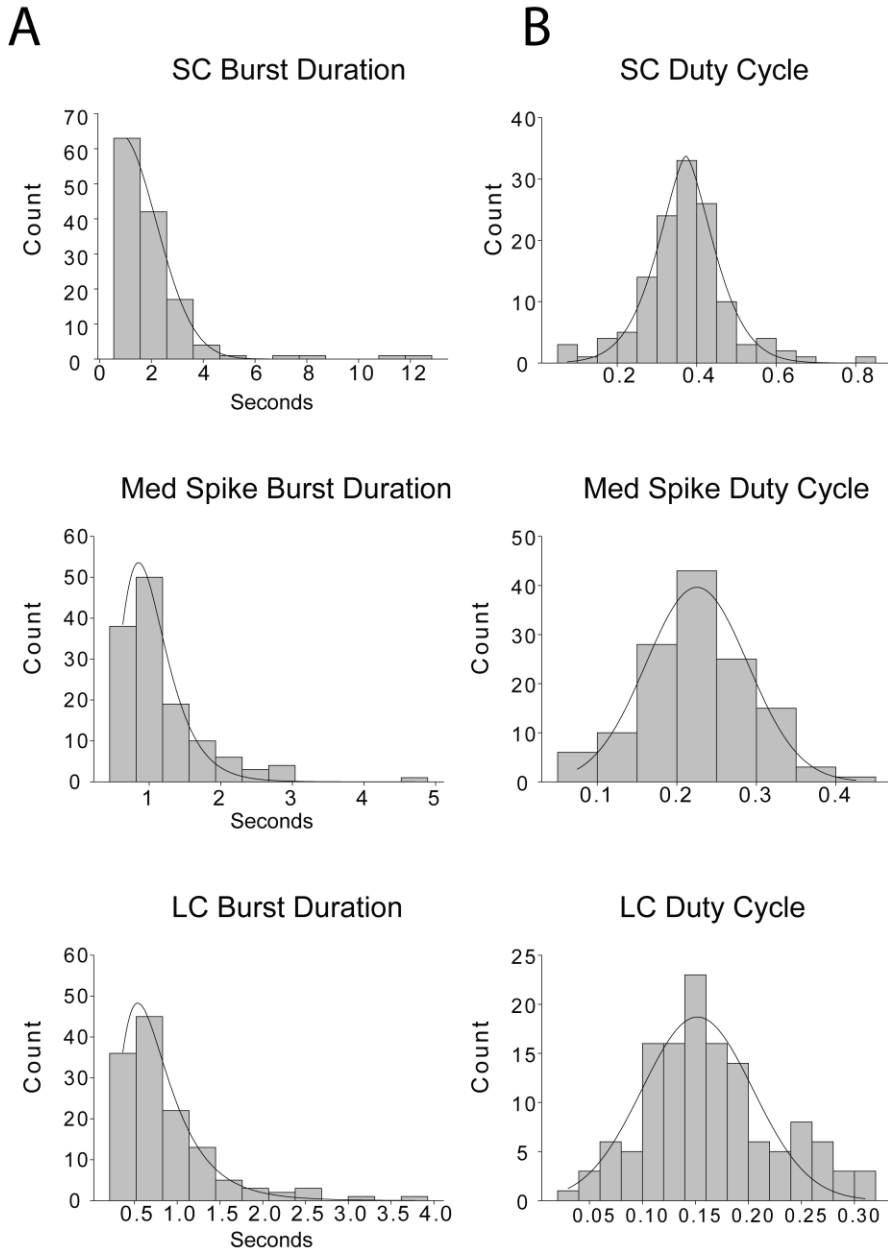 A
B
SC Burst Duration
70
60
50
40
30
20
10
0
Count
0 2 4 6 8 10 12
Seconds
SC Duty Cycle
40
30
20
10
0
Count
0.2 0.4 0.6 0.8
Med Spike Burst Duration
60
50
40
30
20
10
0
Count
1 2 3 4 5
Seconds
Med Spike Duty Cycle
50
40
30
20
10
0
Count
0.1 0.2 0.3 0.4
LC Burst Duration
60
50
40
30
20
10
0
Count
0.5 1.0 1.5 2.0 2.5 3.0 3.5 4.0
Seconds
LC Duty Cycle
25
20
15
10
5
0
Count
0.05 0.10 0.15 0.20 0.25 0.30